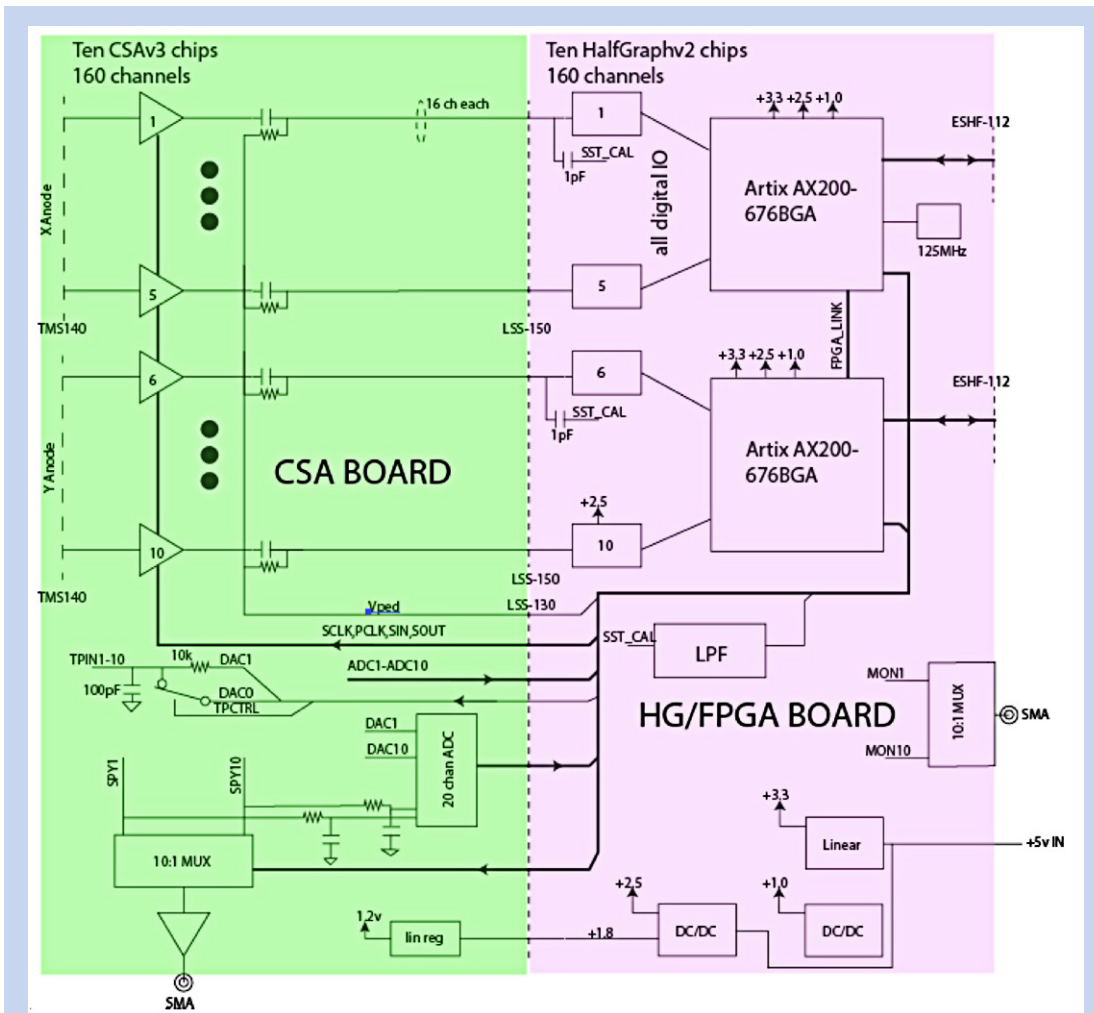 Ten CSAv3 chips
160 channels
Ten HalfGraphv2 chips
160 channels
1
16 ch each
1
+3.3 +2.5 +1.0
ESHF-112
SST_CAL
1pF
all digital IO
Artix AX200-
676BGA
X Anode
125MHz
5
5
TMS140
LSS-150
FPGA_LINK
6
6
+3.3 +2.5 +1.0
ESHF-112
SST_CAL
1pF
Y Anode
CSA BOARD
Artix AX200-
676BGA
+2.5
10
10
LSS-150
TMS140
Vped
LSS-130
SCLK,PCLK,SIN,SOUT
SST_CAL
LPF
TPIN1-10
10k
DAC1
ADC1-ADC10
100pF
DAC0
TPCTRL
MON1
HG/FPGA BOARD
10:1 MUX
SMA
MON10
DAC1
DAC10
20 chan ADC
SPY1
SPY10
+3.3
Linear
+5v IN
10:1 MUX
+2.5
+1.0
1.2v
lin reg
+1.8
DC/DC
DC/DC
SMA